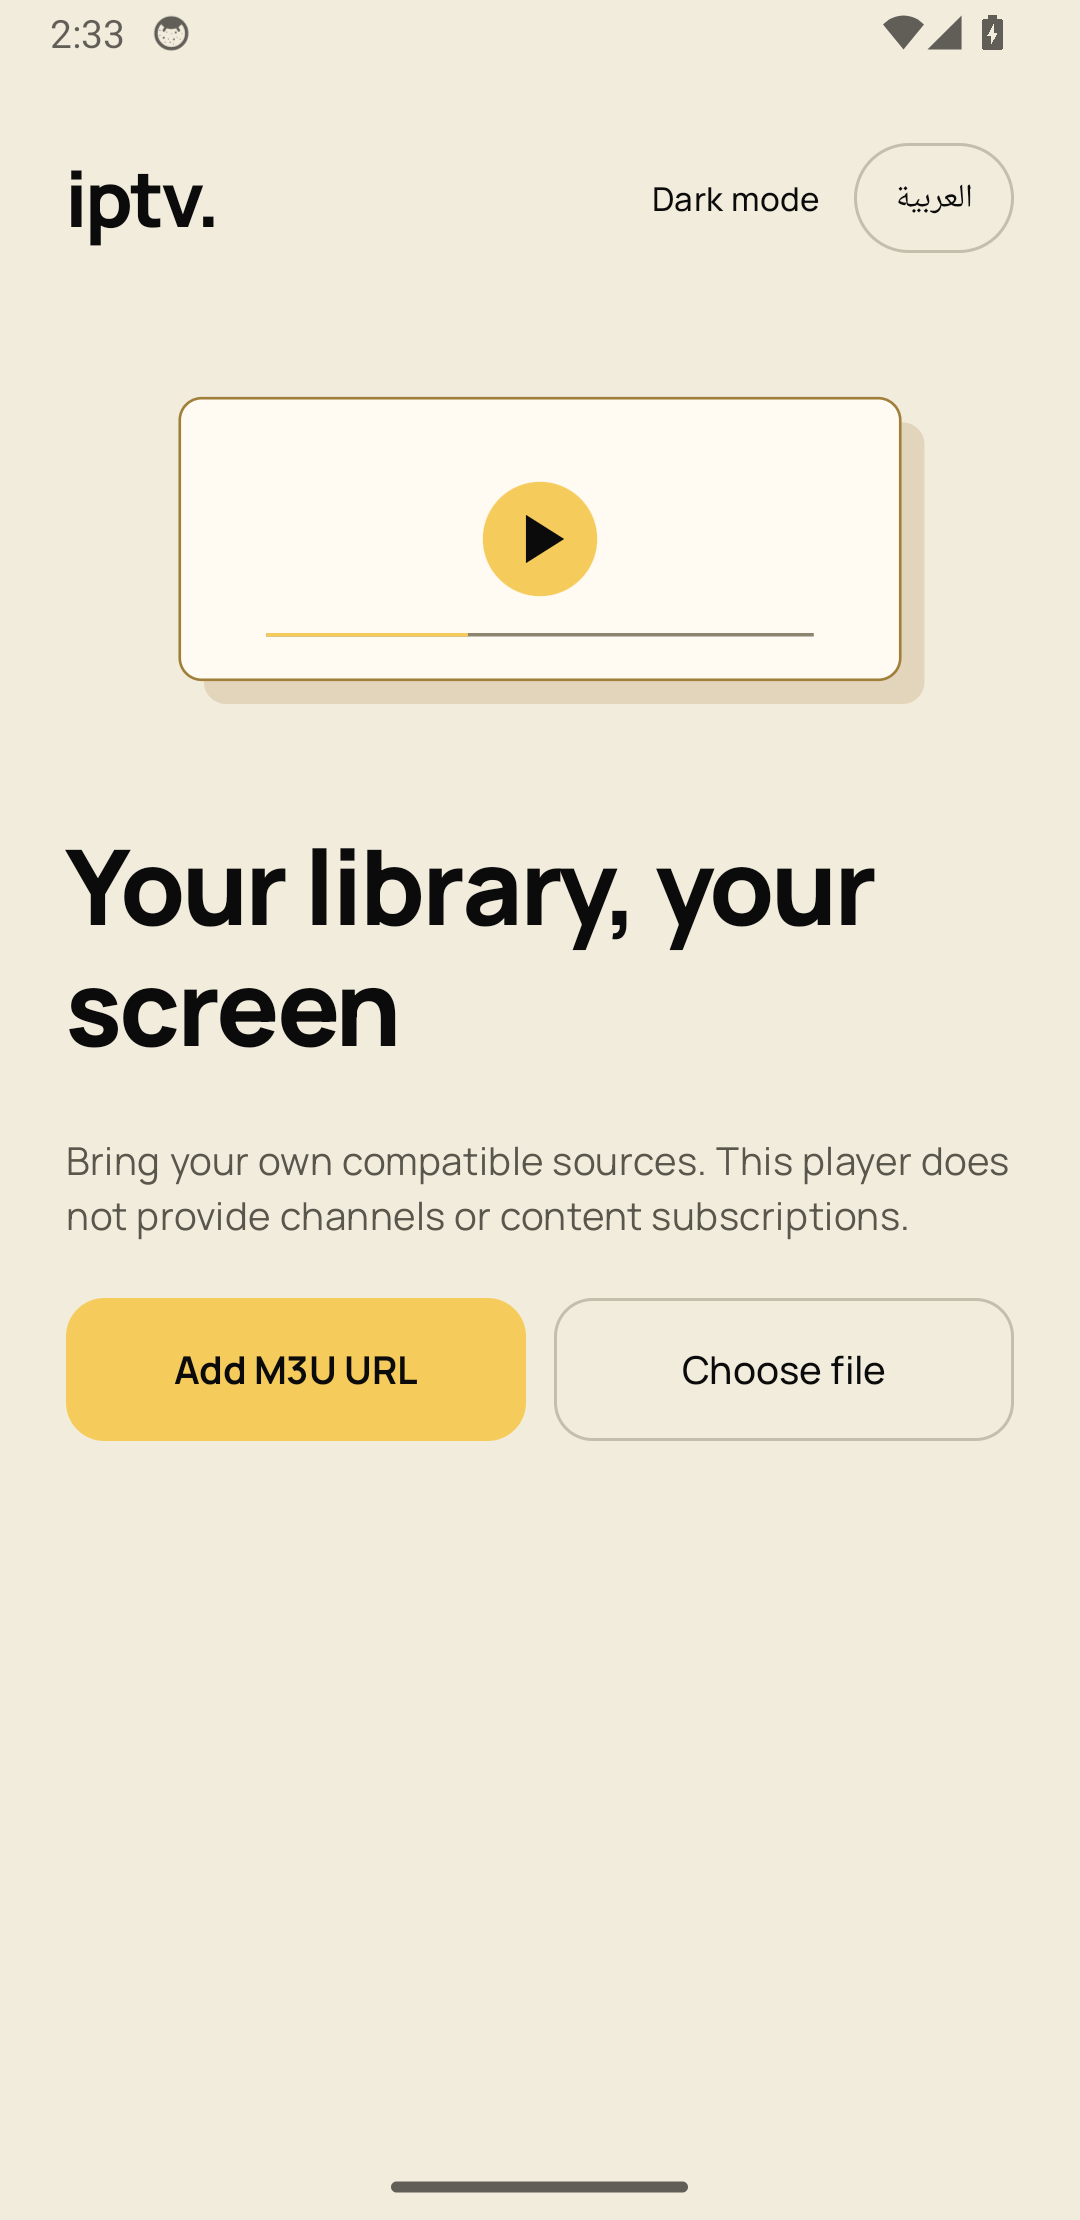 2:33
iptv.
Dark mode
العربية
Your library, your
screen
Bring your own compatible sources. This player does
not provide channels or content subscriptions.
Add M3U URL
Choose file